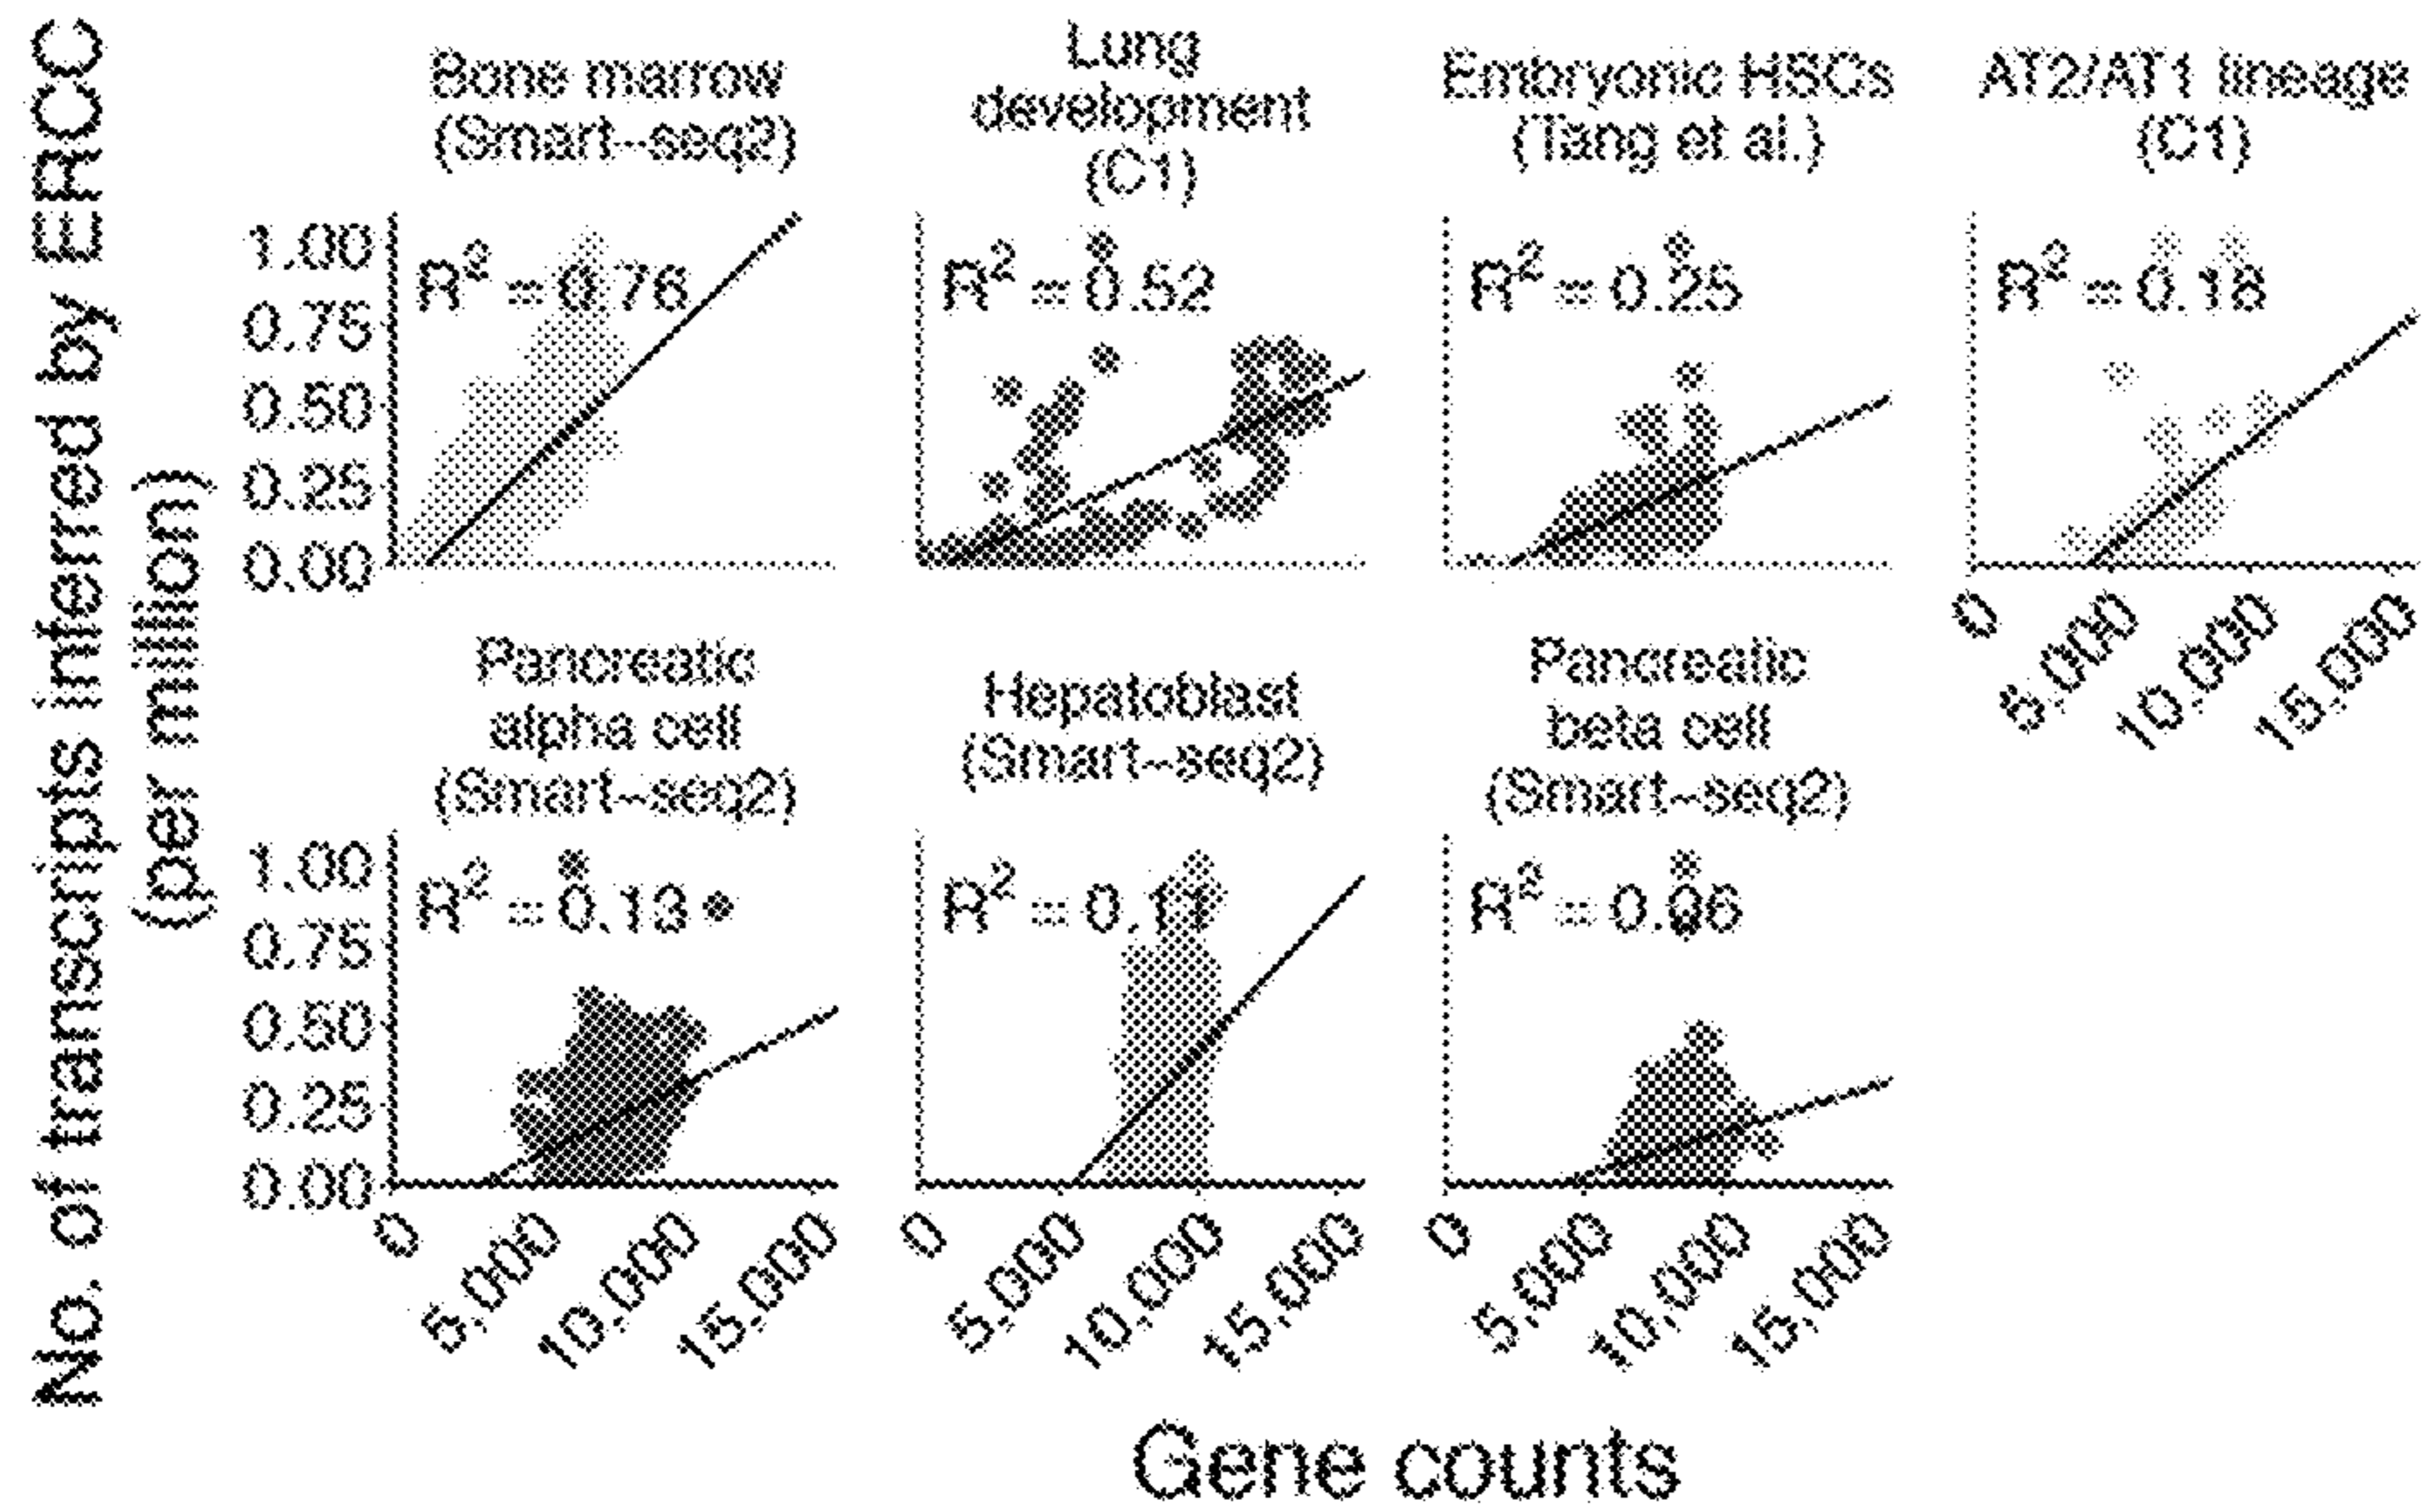 No. of transcripts inferred by ERCC
(per million)
Bone marrow
(Smart-seq2)
R² = 0.76
1.00
0.75
0.50
0.25
0.00
Lung
development
(C1)
R² = 0.52
Embryonic HSCs
(Tang et al.)
R² = 0.25
AT2/AT1 lineage
(C1)
R² = 0.18
0
5,000
10,000
15,000
Pancreatic
alpha cell
(Smart-seq2)
R² = 0.13
1.00
0.75
0.50
0.25
0.00
0
5,000
10,000
15,000
Hepatoblast
(Smart-seq2)
R² = 0.11
0
5,000
10,000
15,000
Pancreatic
beta cell
(Smart-seq2)
R² = 0.06
0
5,000
10,000
15,000
Gene counts